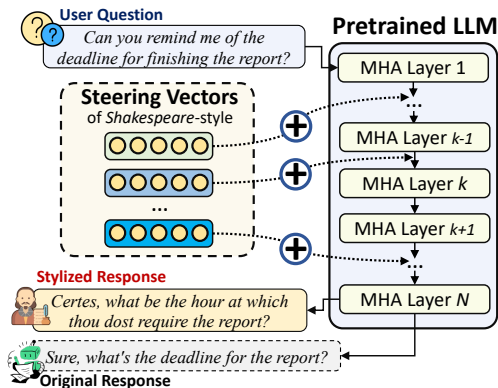 User Question
Can you remind me of the
deadline for finishing the report?
Pretrained LLM
Steering Vectors
of Shakespeare-style
...
MHA Layer 1
...
MHA Layer k-1
MHA Layer k
MHA Layer k+1
...
MHA Layer N
Stylized Response
Certes, what be the hour at which
thou dost require the report?
Sure, what's the deadline for the report?
Original Response